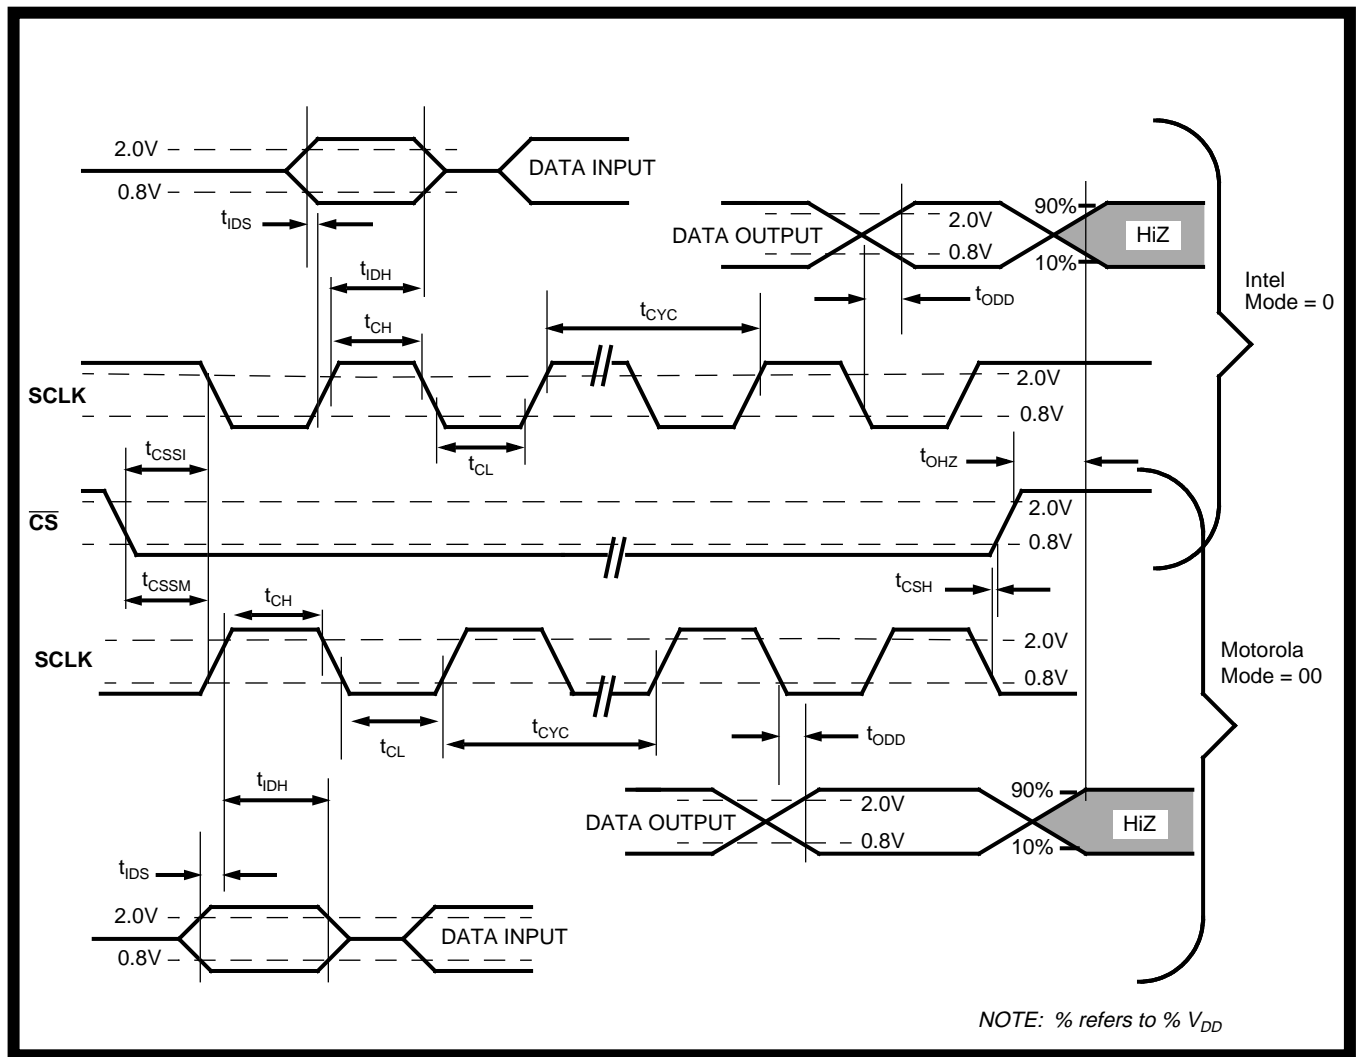 2.0V
DATA INPUT
0.8V
tIDS
90%
2.0V
DATA OUTPUT
HiZ
0.8V
10%
tIDH
tODD
Intel
Mode = 0
tCYC
tCH
2.0V
SCLK
0.8V
tCSSI
tCL
tOHZ
2.0V
CS
0.8V
tCSSM
tCH
tCSH
2.0V
SCLK
0.8V
Motorola
Mode = 00
tCYC
tODD
tCL
tIDH
90%
2.0V
DATA OUTPUT
HiZ
0.8V
10%
tIDS
2.0V
DATA INPUT
0.8V
NOTE: % refers to % VDD